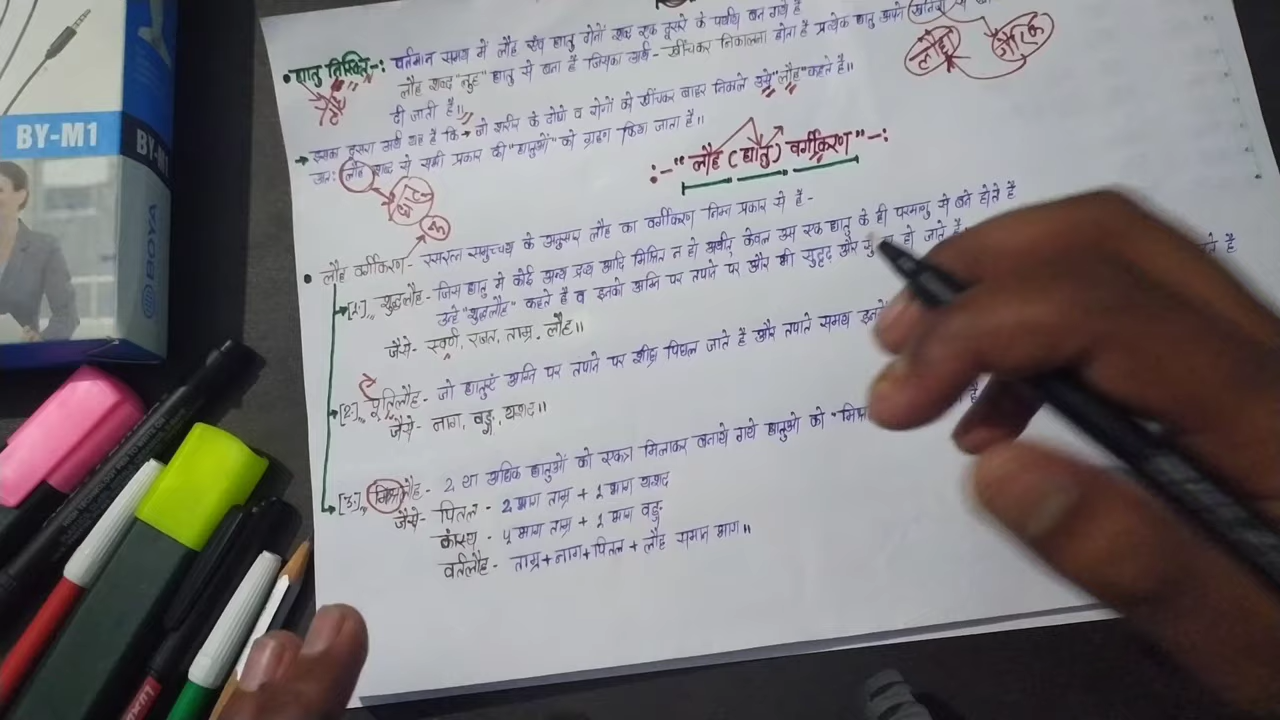 • धातु निरुक्ति-: वर्तमान समय में लौह एवं धातु दोनों शब्द एक दूसरे के पर्याय बन गये है
लौह शब्द "लुह" धातु से बना है जिसका अर्थ - खींचकर निकालना होता है प्रत्येक धातु अपने खनिजो से
दी जाती है।।
→ इसका दूसरा अर्थ यह है कि → जो शरीर के दोषो व रोगों को खींचकर बाहर निकाले उसे "लौह" कहते है।।
अतः लौह शब्द से सभी प्रकार की "धातुओं" को ग्रहण किया जाता है।।
:-" लौह (धातु) वर्गीकरण "-:
• लौह वर्गीकरण - रसरत्न समुच्चय के अनुसार लौह का वर्गीकरण निम्न प्रकार से है -
[1.] शुद्धलौह - जिस धातु में कोई अन्य द्रव्य आदि मिश्रित न हो अर्थात् केवल उस एक धातु के ही परमाणु से बने होते है
उन्हें "शुद्धलौह" कहते है व इनको अग्नि पर तपाने पर और भी सुदृढ और हो जाते है
जैसे - स्वर्ण, रजत, ताम्र, लौह।।
[2.] पूतिलौह - जो धातुएं अग्नि पर तपाने पर शीघ्र पिघल जाते है और तपाते समय
जैसे - नाग, वङ्ग, यशद।।
[3.] मिश्रलौह - 2 या अधिक धातुओं को एकत्र मिलाकर बनाये गये धातुओ को "मिश्र
जैसे - पितल - 2 भाग ताम्र + 1 भाग यशद
कांस्य - 4 भाग ताम्र + 1 भाग वङ्ग
वर्तलौह - ताम्र + नाग + पितल + लौह समान भाग।।
BY-M1
BY-M
BOYA